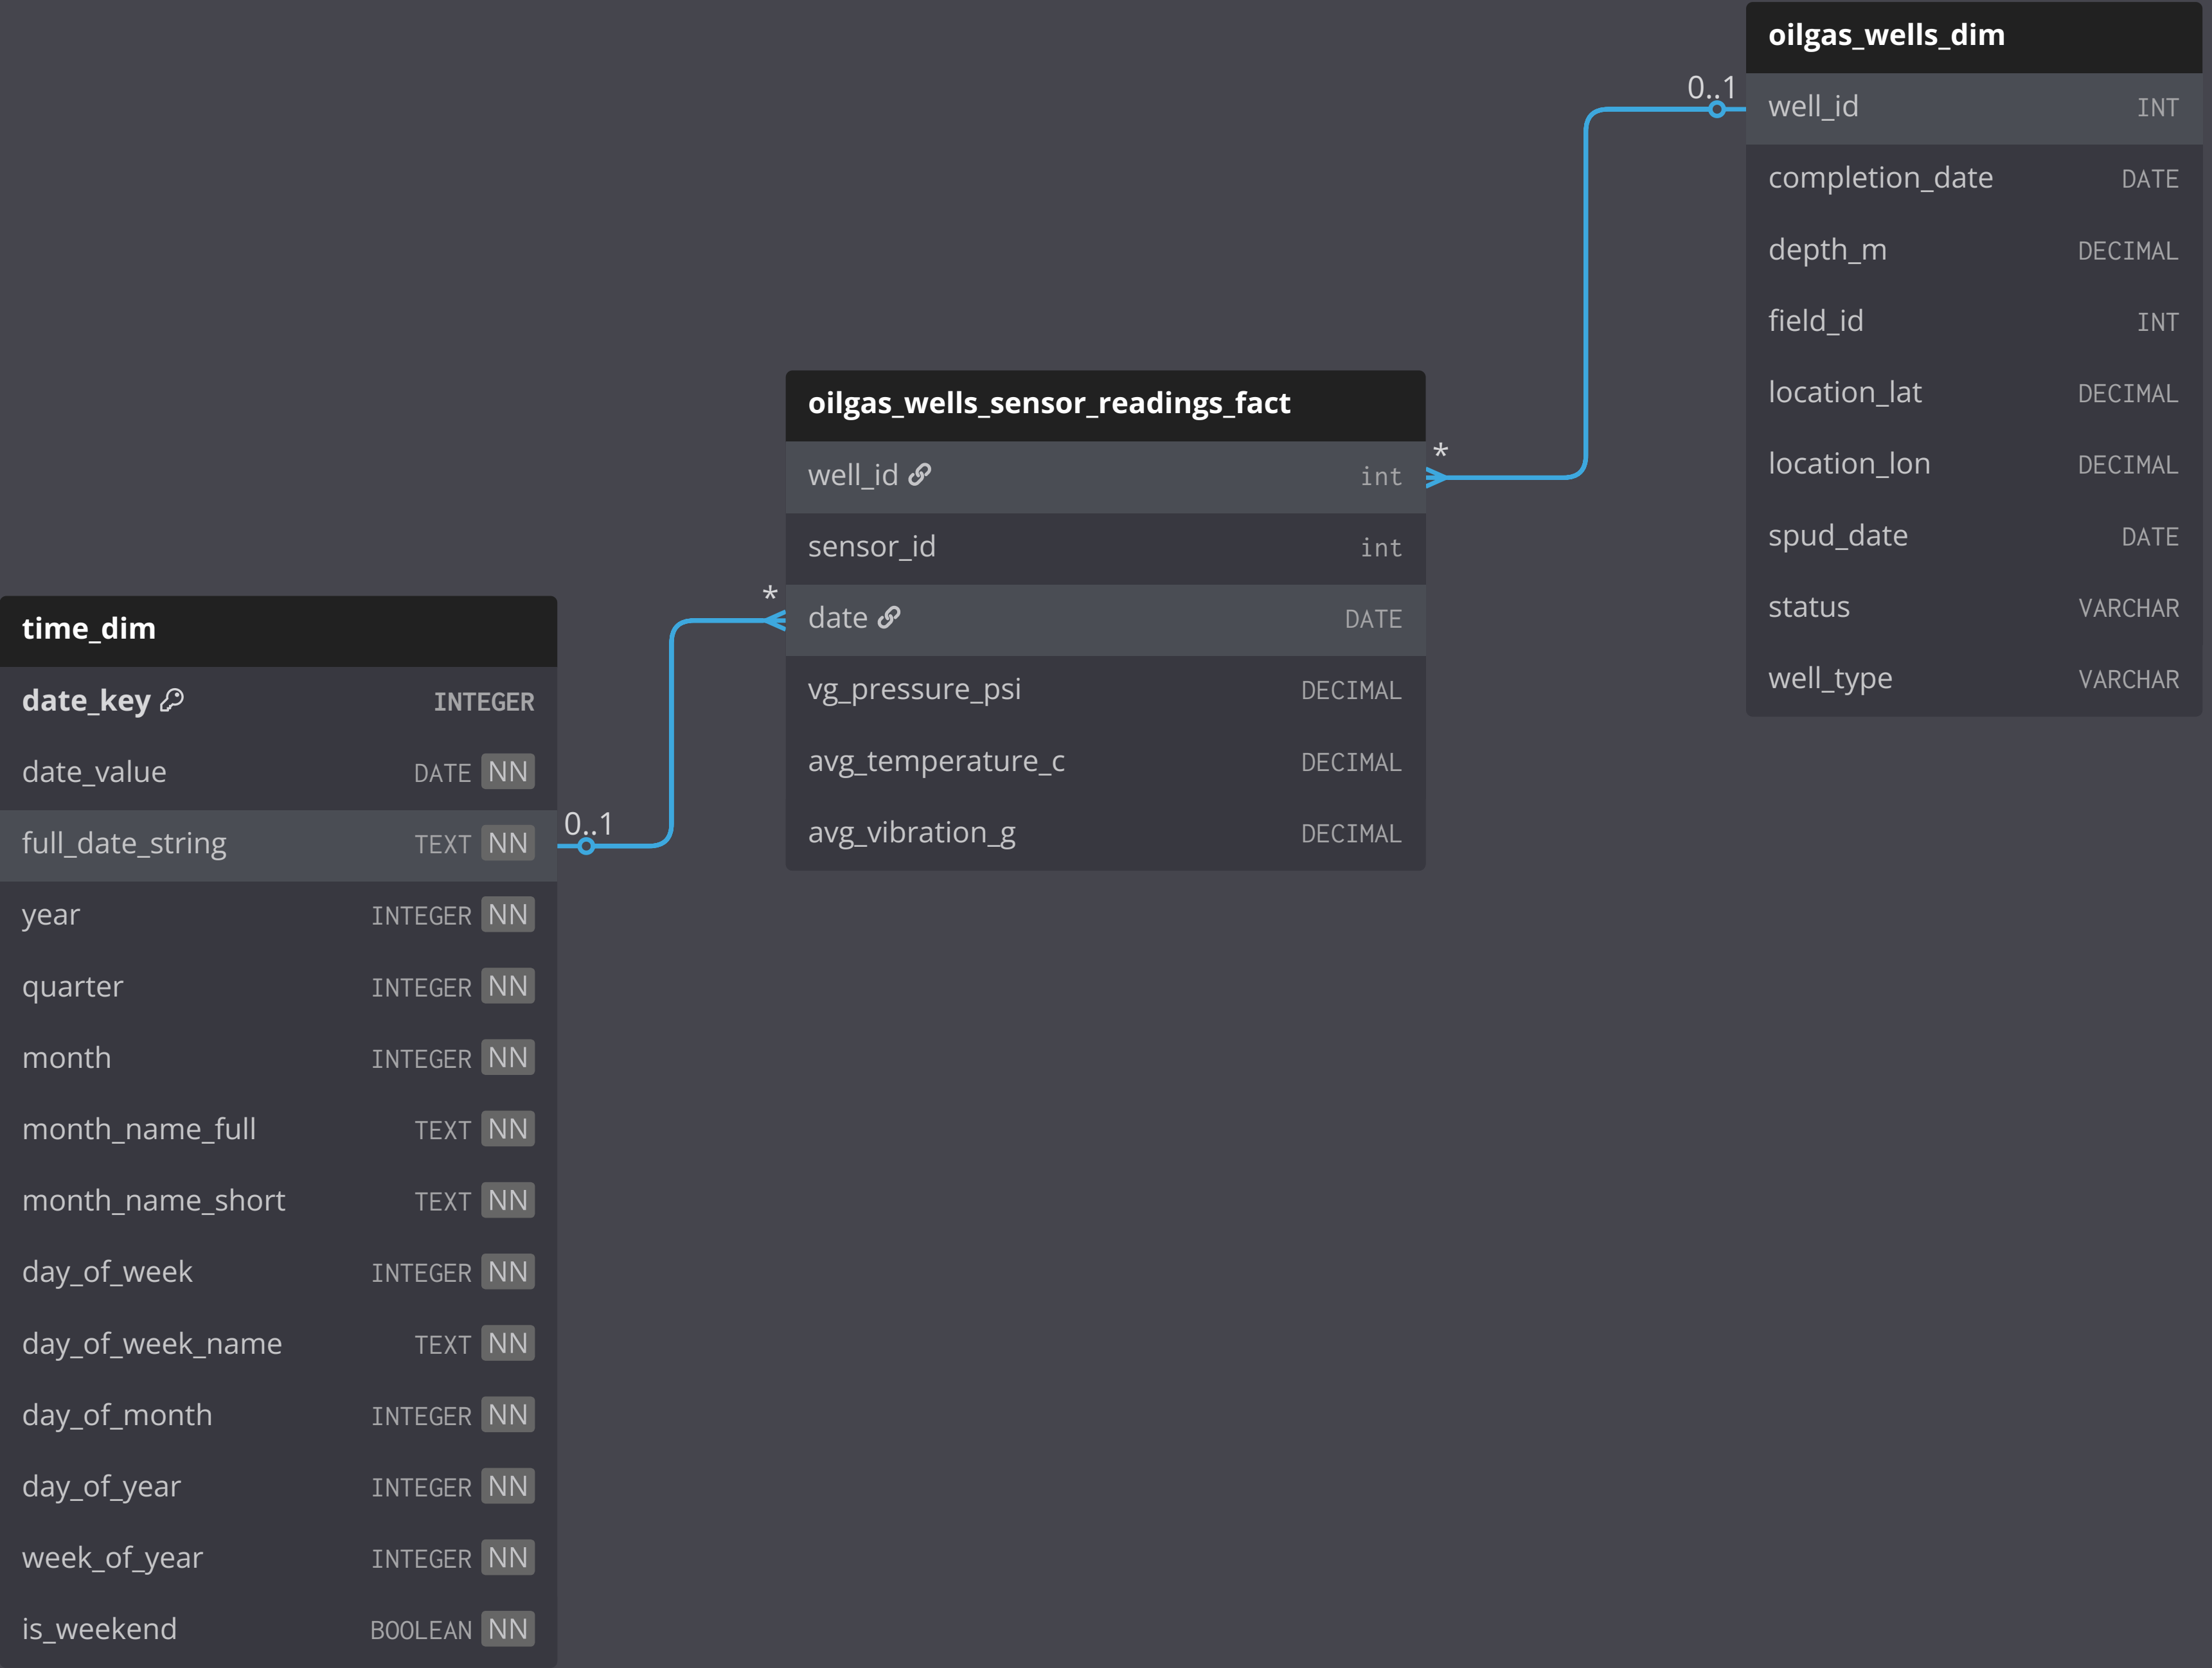 oilgas_wells_dim
0..1
well_id INT
completion_date DATE
depth_m DECIMAL
field_id INT
location_lat DECIMAL
location_lon DECIMAL
spud_date DATE
status VARCHAR
well_type VARCHAR
oilgas_wells_sensor_readings_fact
well_id int
*
sensor_id int
*
date DATE
vg_pressure_psi DECIMAL
avg_temperature_c DECIMAL
avg_vibration_g DECIMAL
time_dim
date_key INTEGER
date_value DATE NN
0..1
full_date_string TEXT NN
year INTEGER NN
quarter INTEGER NN
month INTEGER NN
month_name_full TEXT NN
month_name_short TEXT NN
day_of_week INTEGER NN
day_of_week_name TEXT NN
day_of_month INTEGER NN
day_of_year INTEGER NN
week_of_year INTEGER NN
is_weekend BOOLEAN NN